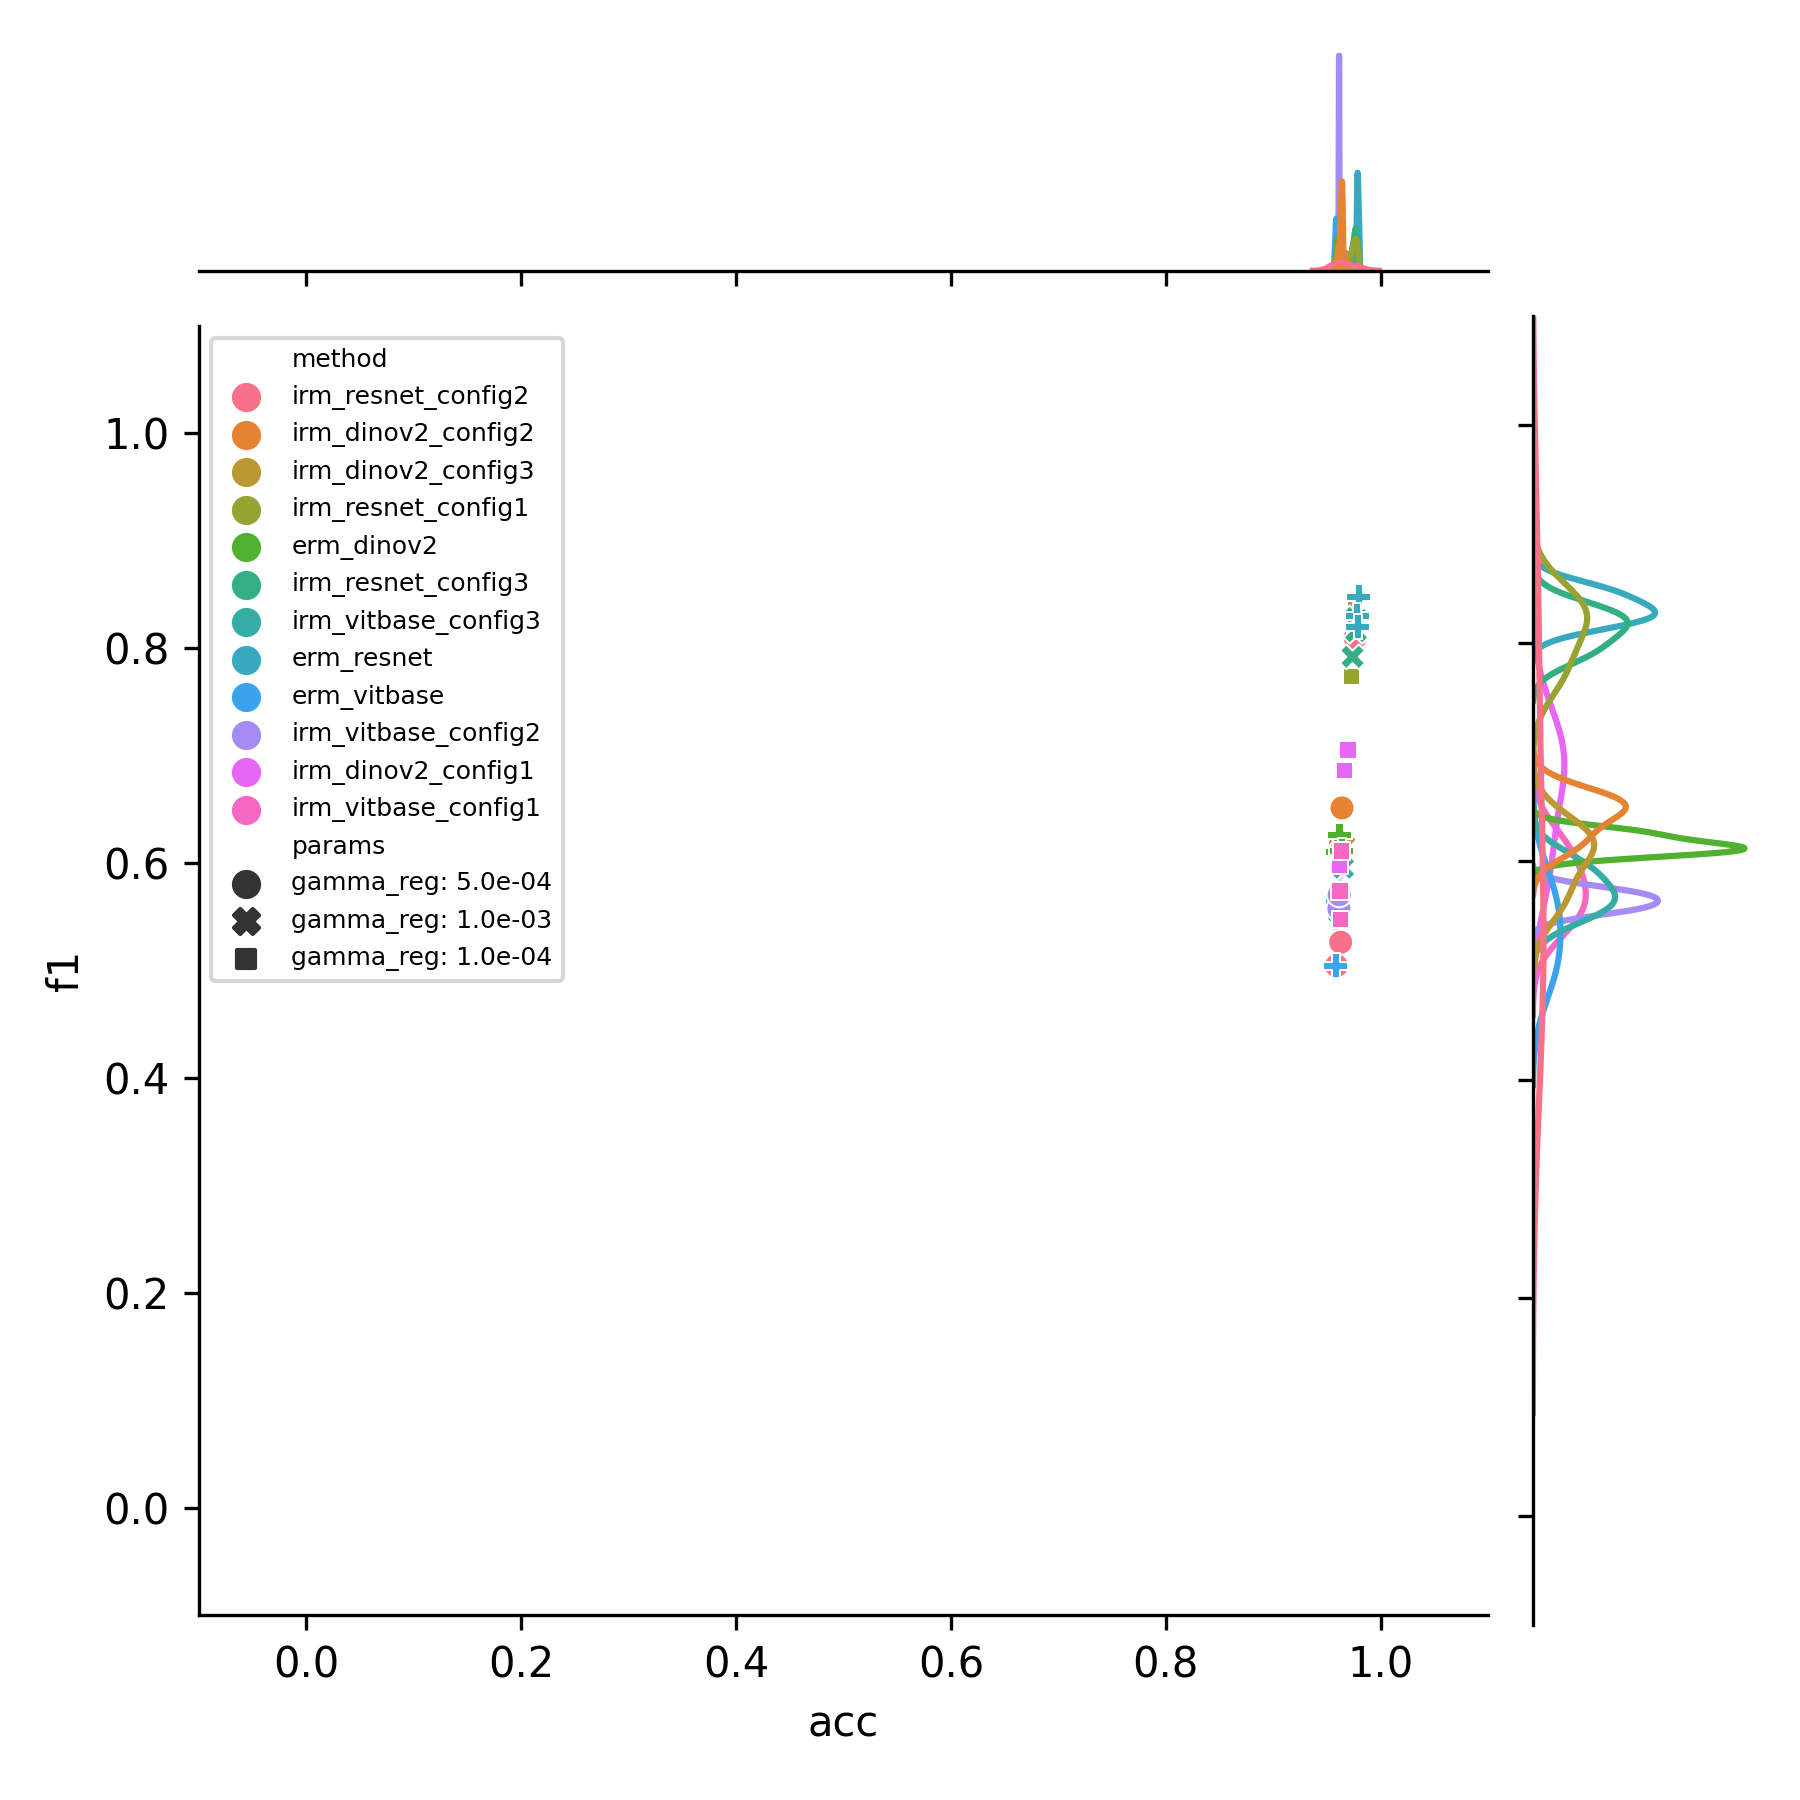 method
irm_resnet_config2
irm_dinov2_config2
irm_dinov2_config3
irm_resnet_config1
erm_dinov2
irm_resnet_config3
irm_vitbase_config3
erm_resnet
erm_vitbase
irm_vitbase_config2
irm_dinov2_config1
irm_vitbase_config1
params
gamma_reg: 5.0e-04
gamma_reg: 1.0e-03
gamma_reg: 1.0e-04
1.0
0.8
0.6
0.4
0.2
0.0
f1
0.0 0.2 0.4 0.6 0.8 1.0
acc